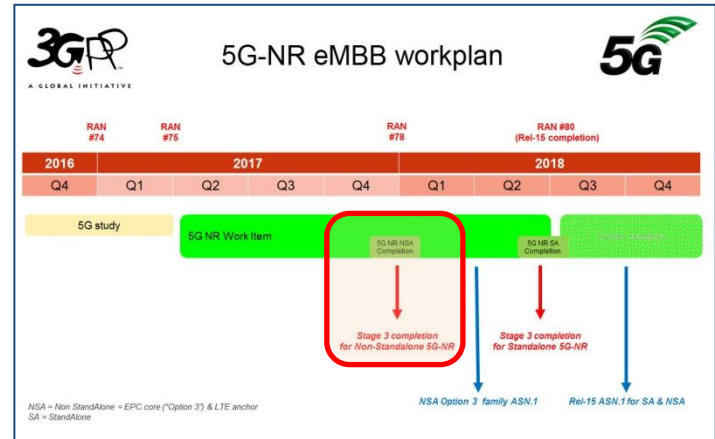 3GPP
A GLOBAL INITIATIVE
5G-NR eMBB workplan
5G
RAN
#74
RAN
#75
RAN
#78
RAN #80
(Rel-15 completion)
2016
2017
2018
Q4
Q1
Q2
Q3
Q4
Q1
Q2
Q3
Q4
5G study
5G NR Work Item
5G NR NSA
Completion
5G NR SA
Completion
Stage 3 completion
for Non-Standalone 5G-NR
Stage 3 completion
for Standalone 5G-NR
NSA Option 3 family ASN.1
Rel-15 ASN.1 for SA & NSA
NSA = Non StandAlone = EPC core ("Option 3") & LTE anchor
SA = StandAlone